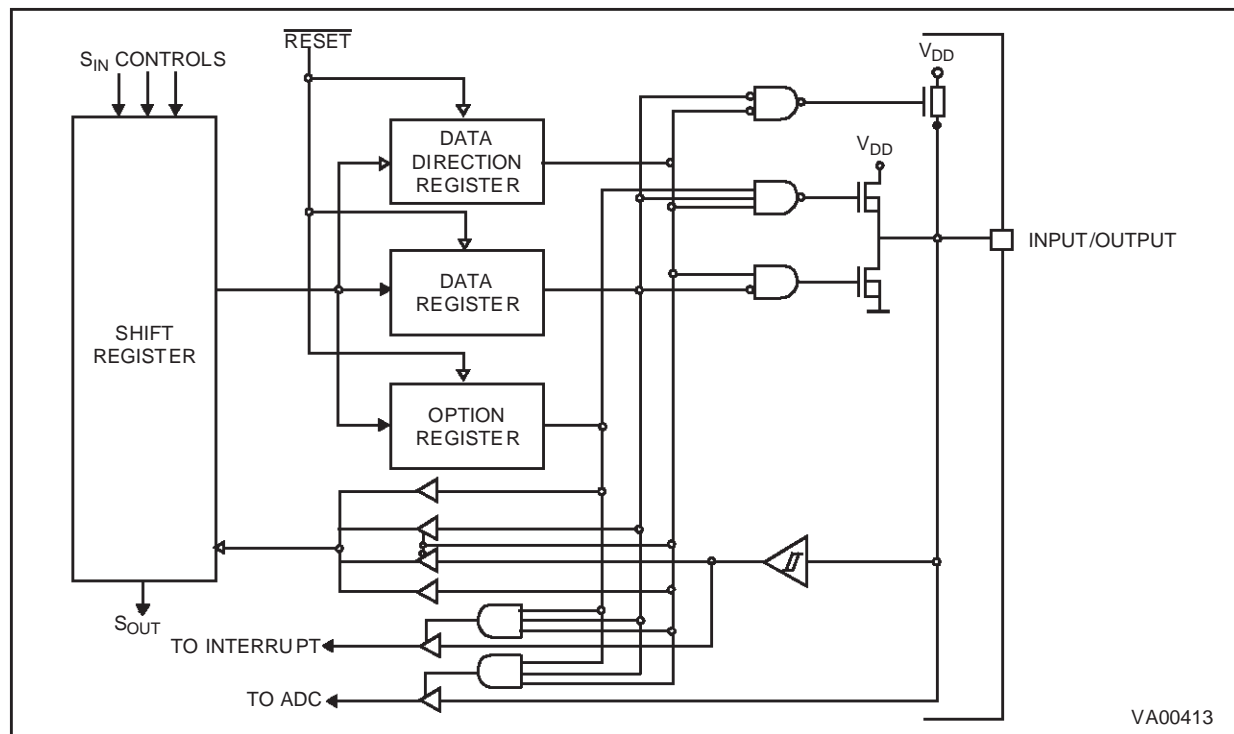 RESET
S_IN CONTROLS
V_DD
DATA
DIRECTION
REGISTER
V_DD
INPUT/OUTPUT
DATA
REGISTER
SHIFT
REGISTER
OPTION
REGISTER
S_OUT
TO INTERRUPT
TO ADC
VA00413